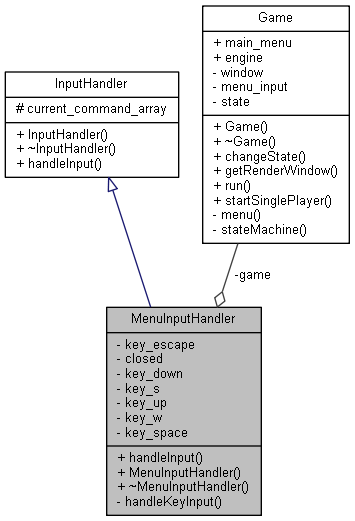 Game
+ main_menu
+ engine
- window
- menu_input
- state
+ Game()
+ ~Game()
+ changeState()
+ getRenderWindow()
+ run()
+ startSinglePlayer()
- menu()
- stateMachine()
InputHandler
# current_command_array
+ InputHandler()
+ ~InputHandler()
+ handleInput()
-game
MenuInputHandler
- key_escape
- closed
- key_down
- key_s
- key_up
- key_w
- key_space
+ handleInput()
+ MenuInputHandler()
+ ~MenuInputHandler()
- handleKeyInput()